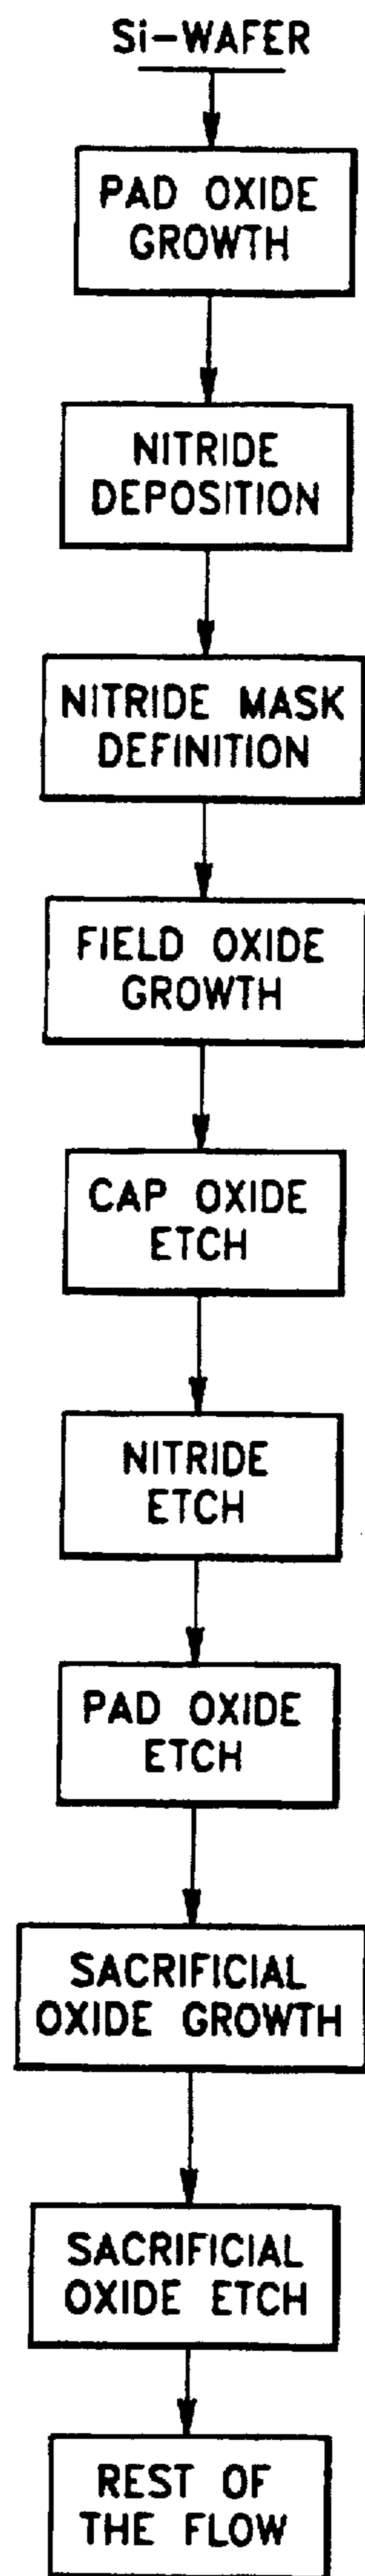 Si-WAFER
PAD OXIDE
GROWTH
NITRIDE
DEPOSITION
NITRIDE MASK
DEFINITION
FIELD OXIDE
GROWTH
CAP OXIDE
ETCH
NITRIDE
ETCH
PAD OXIDE
ETCH
SACRIFICIAL
OXIDE GROWTH
SACRIFICIAL
OXIDE ETCH
REST OF
THE FLOW